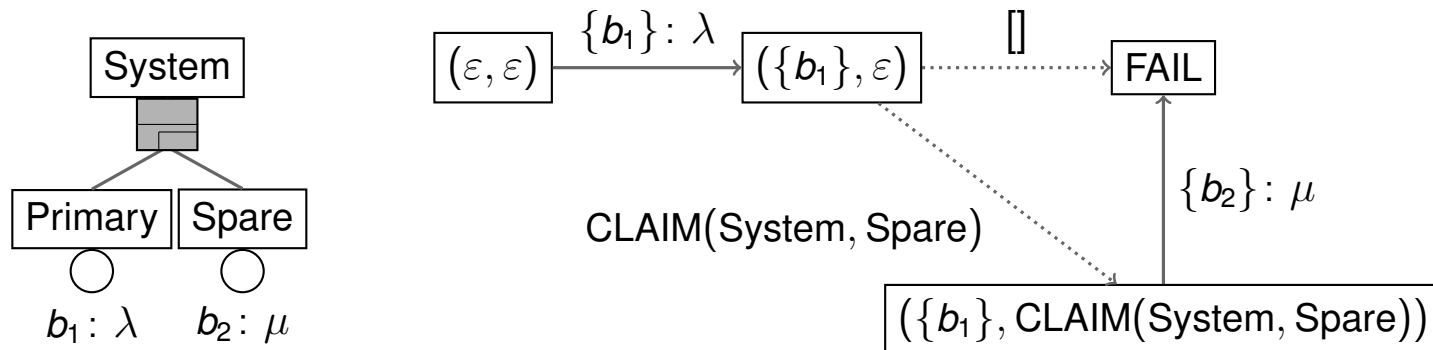 System
Primary
Spare
b₁: λ
b₂: μ
(ε, ε)
{b₁}: λ
({b₁}, ε)
[]
FAIL
CLAIM(System, Spare)
{b₂}: μ
({b₁}, CLAIM(System, Spare))